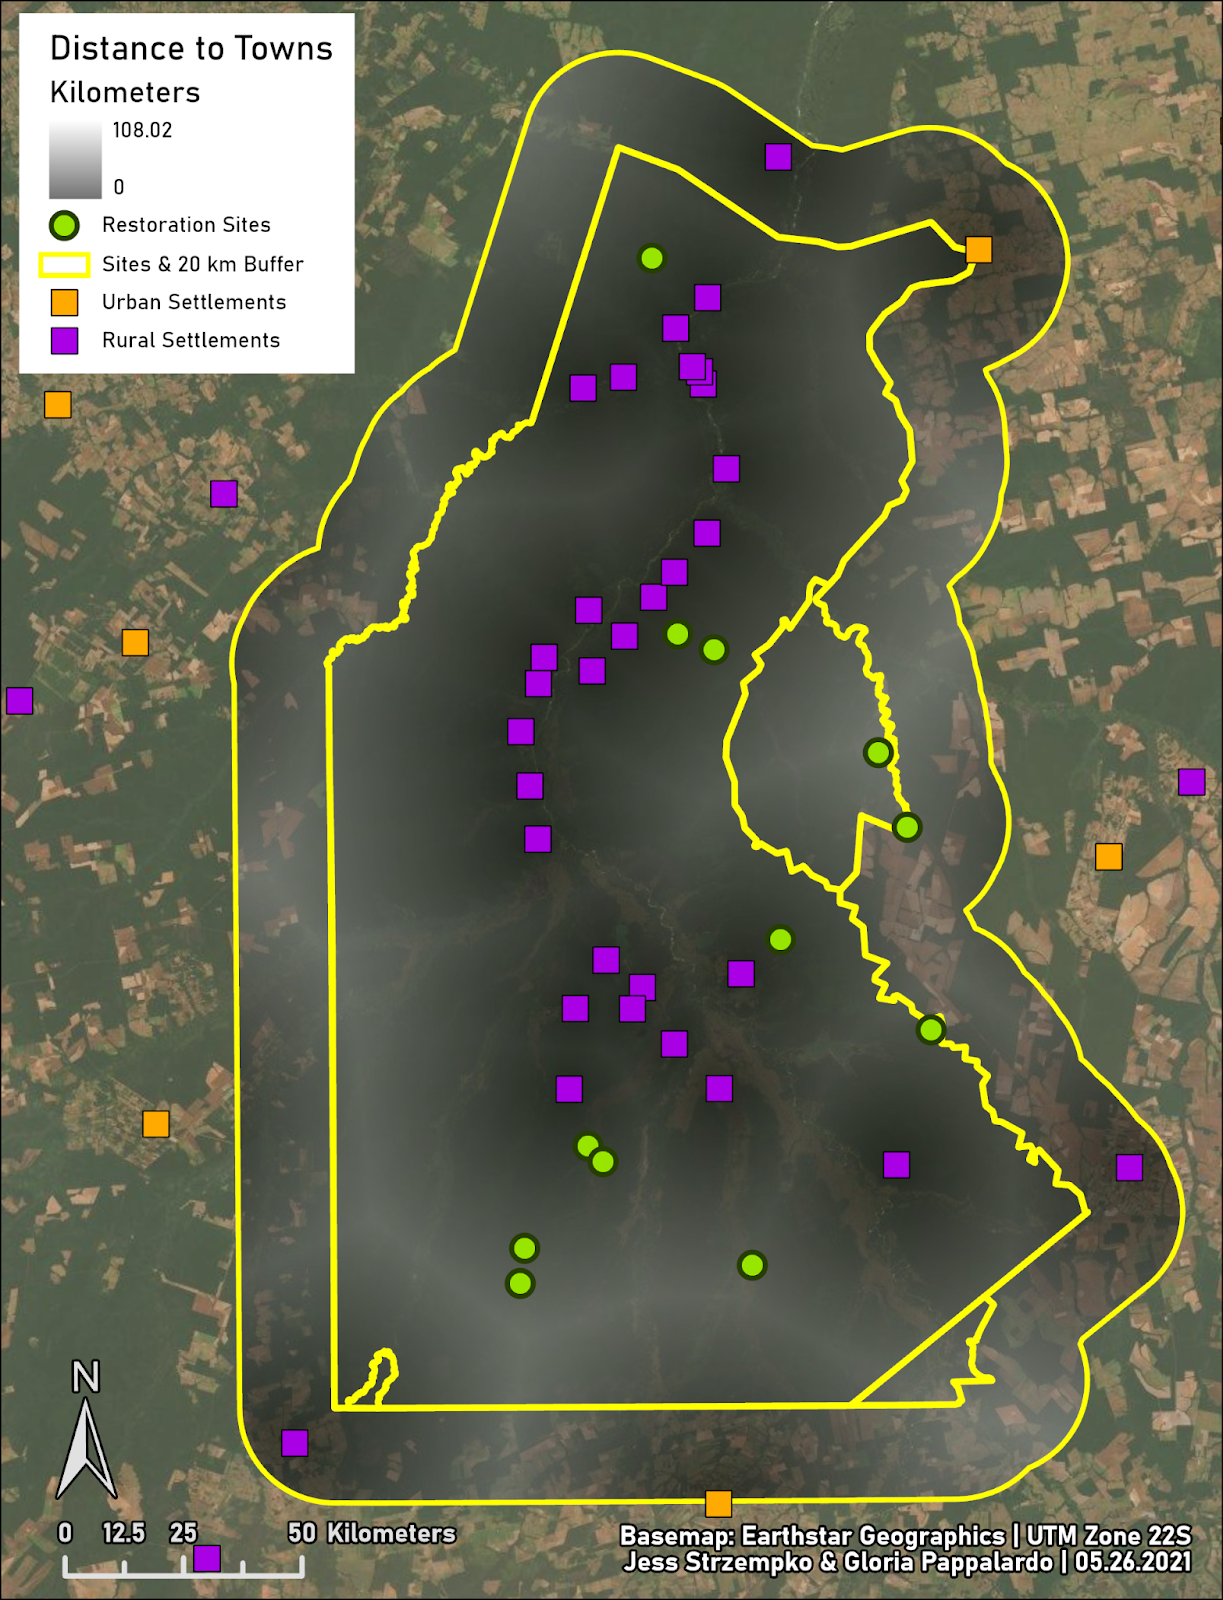 Distance to Towns
Kilometers
108.02
0
Restoration Sites
Sites & 20 km Buffer
Urban Settlements
Rural Settlements
N
0 12.5 25 50 Kilometers
Basemap: Earthstar Geographics | UTM Zone 22S
Jess Strzempko & Gloria Pappalardo | 05.26.2021